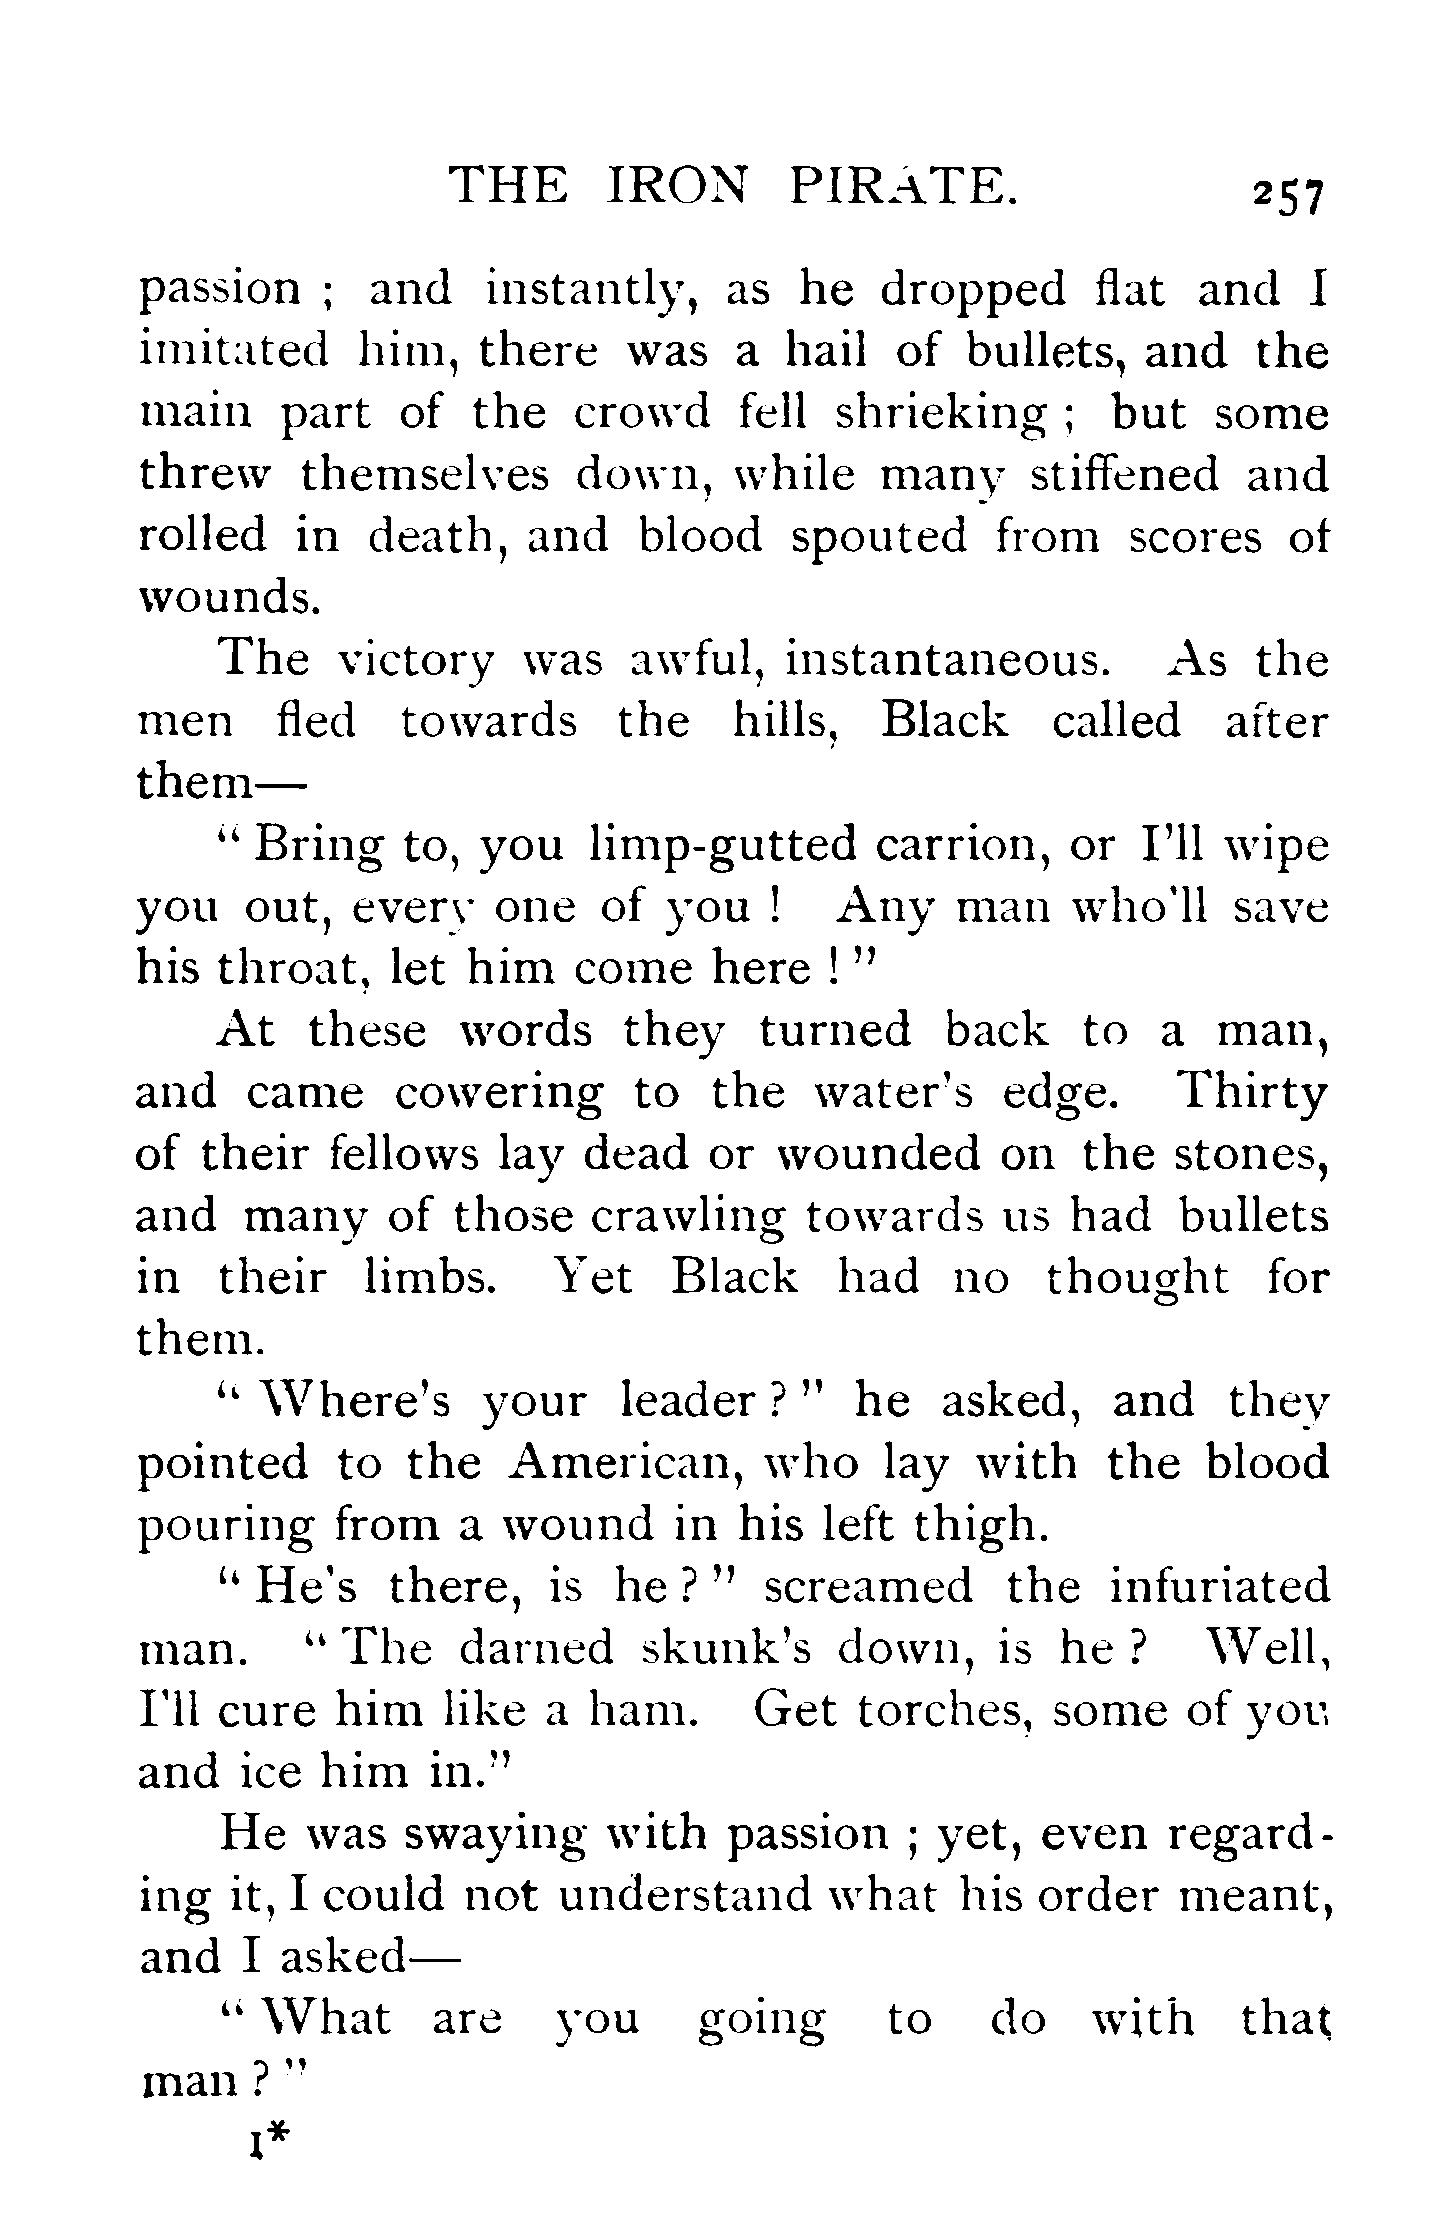 THE IRON PIRATE. 257
passion ; and instantly, as he dropped flat and I
imitated him, there was a hail of bullets, and the
main part of the crowd fell shrieking ; but some
threw themselves down, while many stiffened and
rolled in death, and blood spouted from scores of
wounds.
The victory was awful, instantaneous. As the
men fled towards the hills, Black called after
them—
“ Bring to, you limp-gutted carrion, or I’ll wipe
you out, every one of you ! Any man who’ll save
his throat, let him come here ! ”
At these words they turned back to a man,
and came cowering to the water’s edge. Thirty
of their fellows lay dead or wounded on the stones,
and many of those crawling towards us had bullets
in their limbs. Yet Black had no thought for
them.
“ Where’s your leader ? ” he asked, and they
pointed to the American, who lay with the blood
pouring from a wound in his left thigh.
“ He’s there, is he ? ” screamed the infuriated
man. “ The darned skunk’s down, is he ? Well,
I’ll cure him like a ham. Get torches, some of you
and ice him in.”
He was swaying with passion ; yet, even regard-
ing it, I could not understand what his order meant,
and I asked—
“ What are you going to do with that
man ? ”
I*